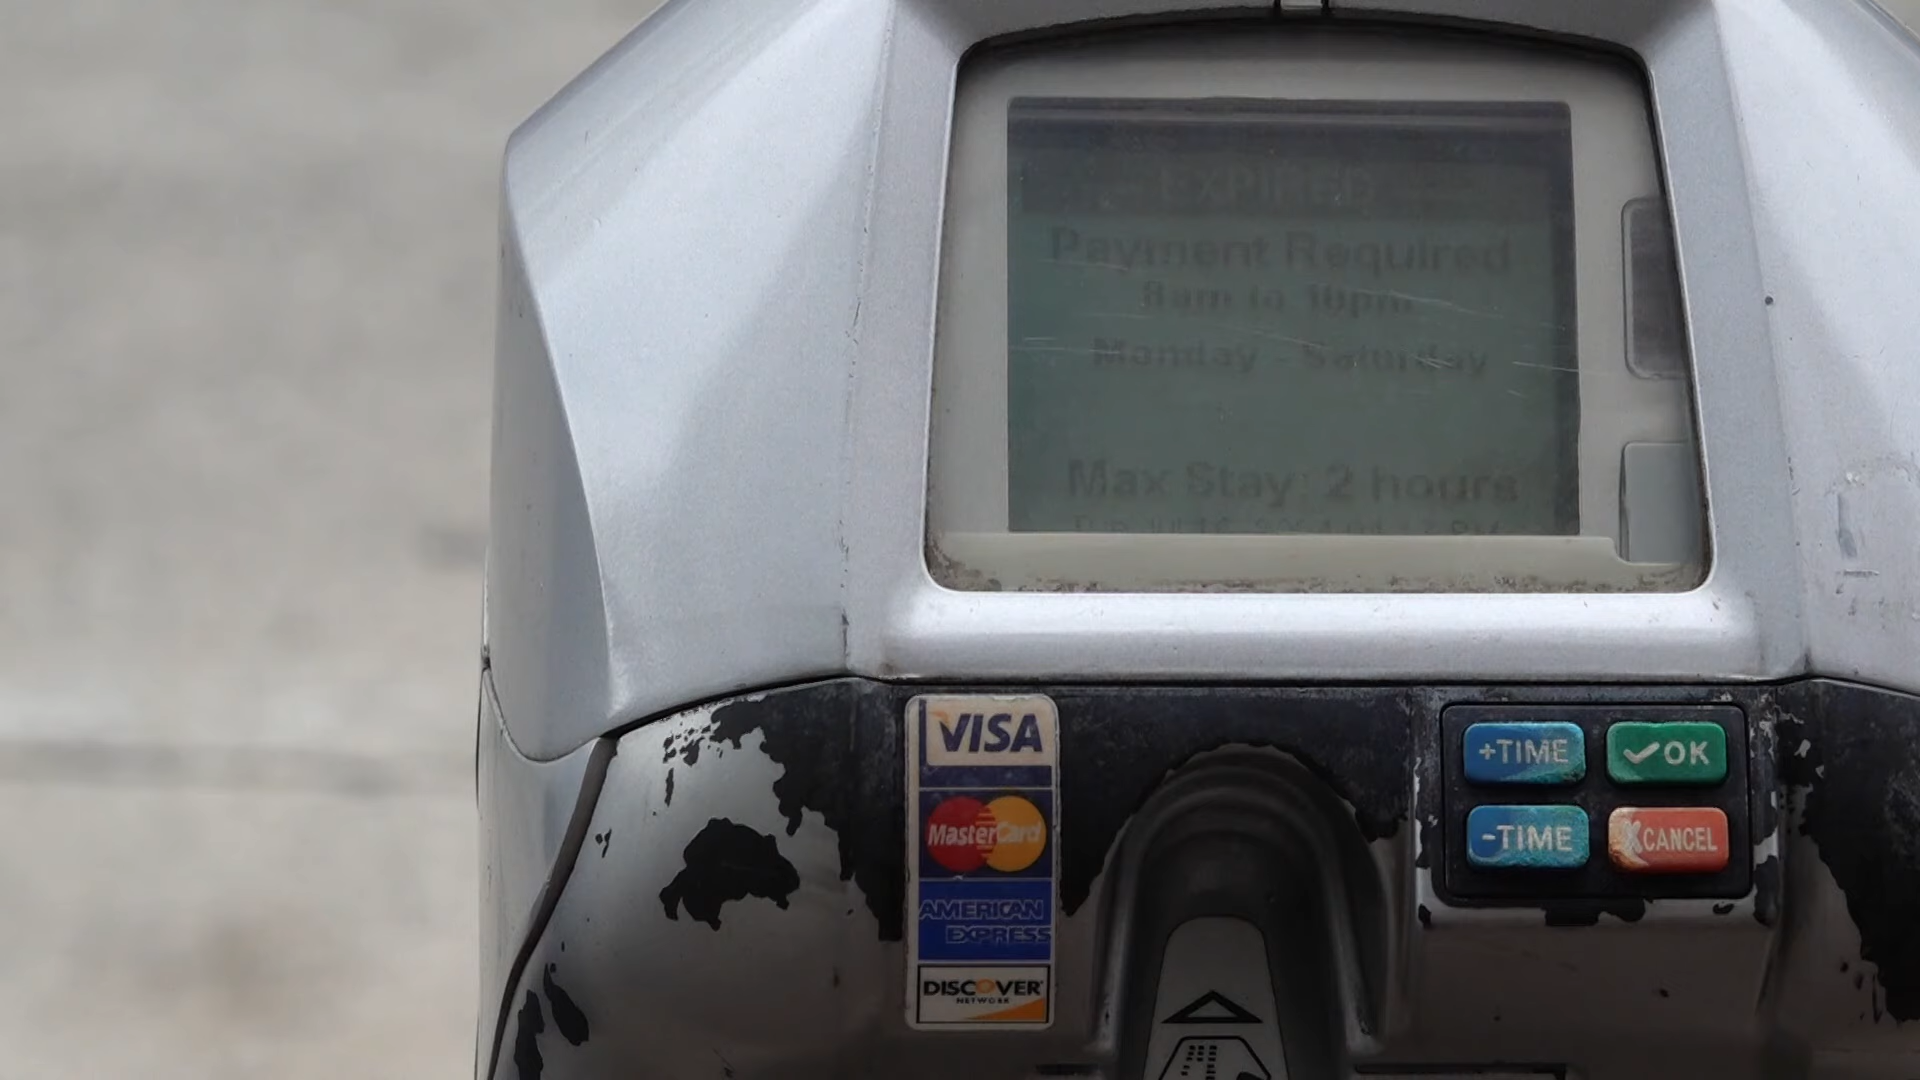 EXPIRED
Payment Required
8am to 10pm
Monday - Saturday
Max Stay: 2 hours
VISA
MasterCard
AMERICAN
EXPRESS
DISCOVER
NETWORK
+TIME
OK
-TIME
XCANCEL